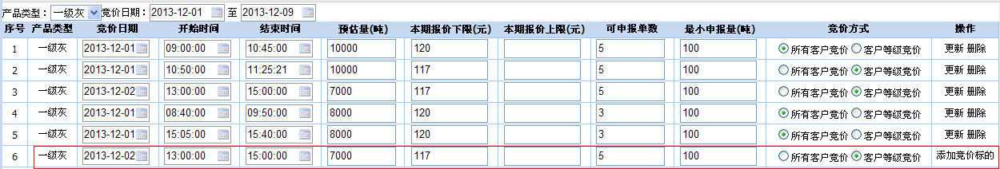 产品类型：一级灰 竞价日期：2013-12-01 至 2013-12-09
序号 产品类型 竞价日期 开始时间 结束时间 预估量(吨) 本期报价下限(元) 本期报价上限(元) 可申报单数 最小申报量(吨) 竞价方式 操作
1 一级灰 2013-12-01 09:00:00 10:45:00 10000 120 5 100 所有客户竞价 客户等级竞价 更新 删除
2 一级灰 2013-12-01 10:50:00 11:25:21 10000 117 5 100 所有客户竞价 客户等级竞价 更新 删除
3 一级灰 2013-12-02 13:00:00 15:00:00 7000 117 5 100 所有客户竞价 客户等级竞价 更新 删除
4 一级灰 2013-12-01 08:40:00 09:50:00 8000 120 3 100 所有客户竞价 客户等级竞价 更新 删除
5 一级灰 2013-12-01 15:05:00 15:40:00 8000 120 3 100 所有客户竞价 客户等级竞价 更新 删除
6 一级灰 2013-12-02 13:00:00 15:00:00 7000 117 5 100 所有客户竞价 客户等级竞价 添加竞价标的